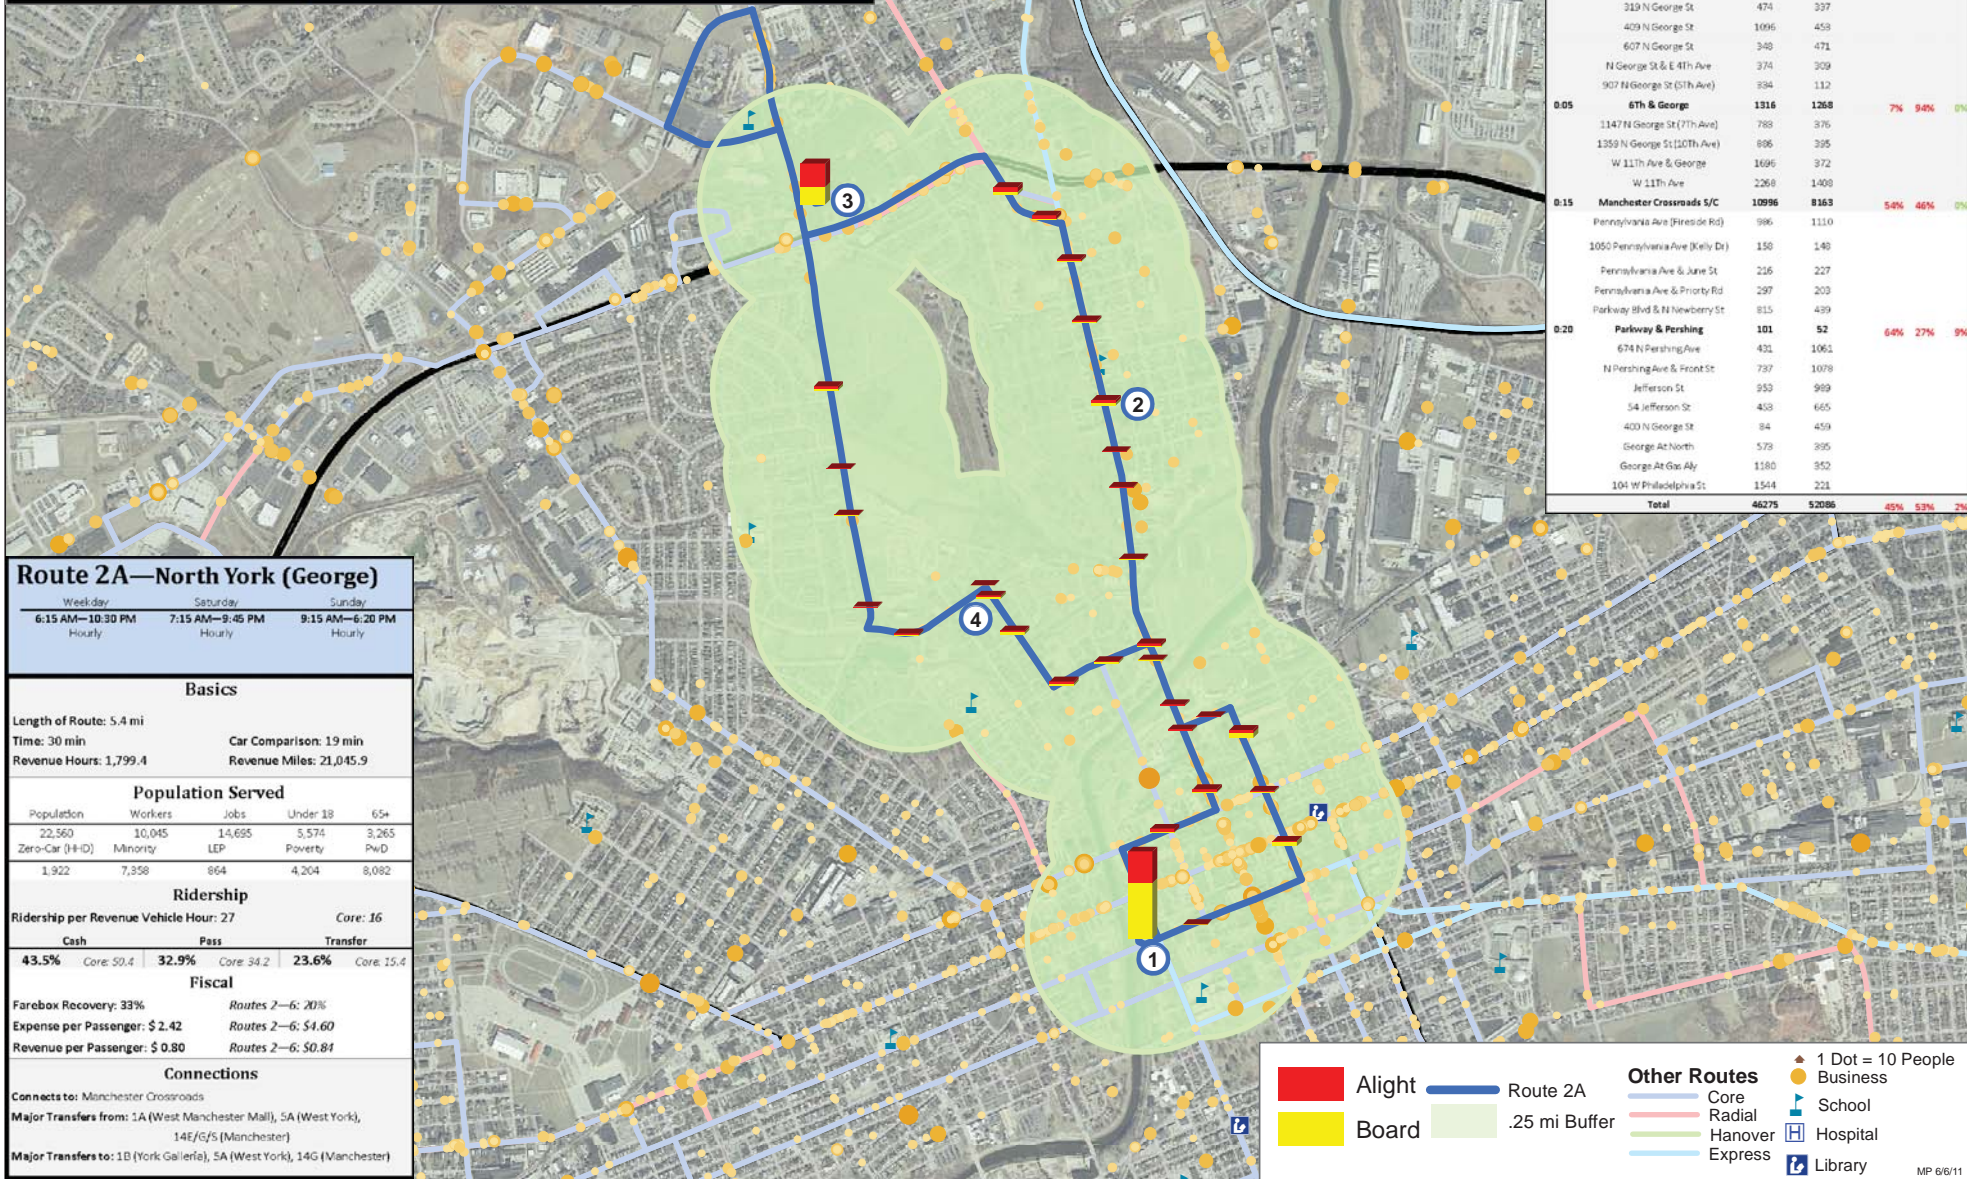 Route 2A—North York (George)
Weekday Saturday Sunday
6:15 AM—10:30 PM 7:15 AM—9:45 PM 9:15 AM—6:20 PM
Hourly Hourly Hourly
Basics
Length of Route: 5.4 mi
Time: 30 min Car Comparison: 19 min
Revenue Hours: 1,799.4 Revenue Miles: 21,045.9
Population Served
Population Workers Jobs Under 18 65+
22,560 10,045 14,695 5,574 3,265
Zero-Car (HHD) Minority LEP Poverty PwD
1,922 7,358 864 4,204 8,082
Ridership
Ridership per Revenue Vehicle Hour: 27 Core: 16
Cash Pass Transfer
43.5% Core: 50.4 32.9% Core: 34.2 23.6% Core: 15.4
Fiscal
Farebox Recovery: 33% Routes 2—6: 20%
Expense per Passenger: $ 2.42 Routes 2—6: $4.60
Revenue per Passenger: $ 0.80 Routes 2—6: $0.84
Connections
Connects to: Manchester Crossroads
Major Transfers from: 1A (West Manchester Mall), 5A (West York),
14E/G/S (Manchester)
Major Transfers to: 1B (York Galleria), 5A (West York), 14G (Manchester)
3
2
4
1
319 N George St 474 337
409 N George St 1096 453
607 N George St 348 471
N George St & E 4Th Ave 374 309
907 N George St (5Th Ave) 334 112
0:05 6Th & George 1316 1268 7% 94% 0%
1147 N George St (7Th Ave) 783 376
1359 N George St (10Th Ave) 886 395
W 11Th Ave & George 1696 372
W 11Th Ave 2268 1408
0:15 Manchester Crossroads S/C 10996 8163 54% 46% 0%
Pennsylvania Ave (Fireside Rd) 986 1110
1050 Pennsylvania Ave (Kelly Dr) 158 148
Pennsylvania Ave & June St 216 227
Pennsylvania Ave & Priorty Rd 297 203
Parkway Blvd & N Newberry St 815 439
0:20 Parkway & Pershing 101 52 64% 27% 9%
674 N Pershing Ave 431 1061
N Pershing Ave & Front St 737 1078
Jefferson St 953 989
54 Jefferson St 453 665
400 N George St 84 459
George At North 573 395
George At Gas Aly 1180 352
104 W Philadelphia St 1544 221
Total 46275 52086 45% 53% 2%
Alight
Board
Route 2A
.25 mi Buffer
Other Routes
Core
Radial
Hanover
Express
1 Dot = 10 People
Business
School
H Hospital
Library
MP 6/6/11